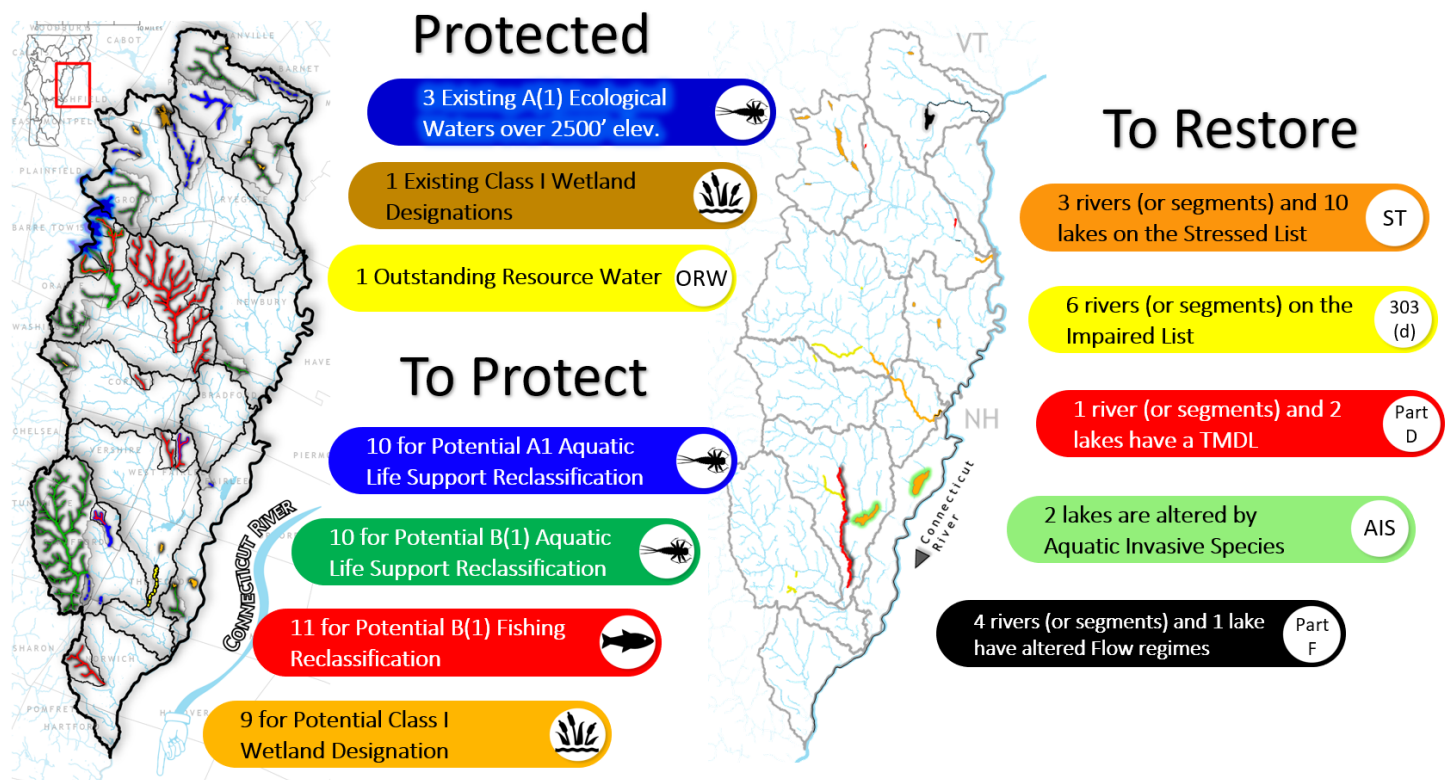 Protected
3 Existing A(1) Ecological
Waters over 2500' elev.
1 Existing Class I Wetland
Designations
1 Outstanding Resource Water
ORW
To Protect
10 for Potential A1 Aquatic
Life Support Reclassification
10 for Potential B(1) Aquatic
Life Support Reclassification
11 for Potential B(1) Fishing
Reclassification
9 for Potential Class I
Wetland Designation
CONNECTICUT RIVER
WOODBURY
CABOT
BARNET
PLAINFIELD
RYEGATE
NEWBURY
BRADFORD
CHELSEA
VERSHIRE
SHARON
NORWICH
HARTFORD
VT
NH
Connecticut
River
To Restore
3 rivers (or segments) and 10
lakes on the Stressed List
ST
6 rivers (or segments) on the
Impaired List
303
(d)
1 river (or segments) and 2
lakes have a TMDL
Part
D
2 lakes are altered by
Aquatic Invasive Species
AIS
4 rivers (or segments) and 1 lake
have altered Flow regimes
Part
F